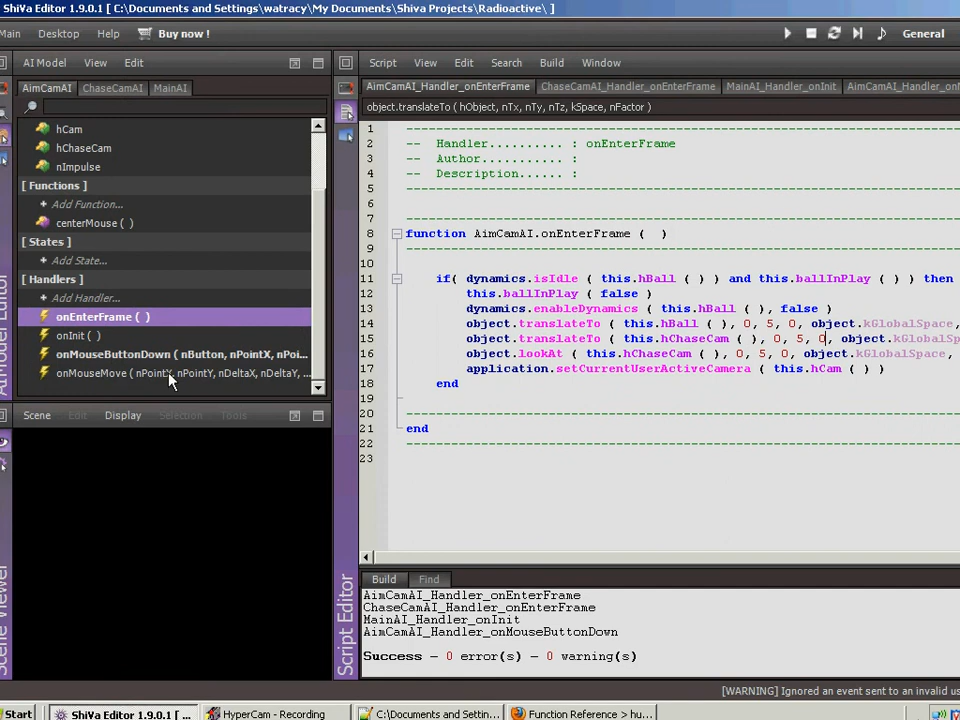 ShiVa Editor 1.9.0.1 [ C:\Documents and Settings\watracy\My Documents\Shiva Projects\Radioactive\ ]
Main Desktop Help Buy now ! General
AI Model View Edit
AimCamAI ChaseCamAI MainAI
hCam
hChaseCam
nImpulse
[ Functions ]
Add Function...
centerMouse ( )
[ States ]
Add State...
[ Handlers ]
Add Handler...
onEnterFrame ( )
onInit ( )
onMouseButtonDown ( nButton, nPointX, nPoi...
onMouseMove ( nPointX, nPointY, nDeltaX, nDeltaY, ...
AI Model Editor
Scene Edit Display Selection Tools
Scene Viewer
Script View Edit Search Build Window
AimCamAI_Handler_onEnterFrame ChaseCamAI_Handler_onEnterFrame MainAI_Handler_onInit AimCamAI_Handler_onM
object.translateTo ( hObject, nTx, nTy, nTz, kSpace, nFactor )
1 --------------------------------------------------------------------------------
2 -- Handler.......... : onEnterFrame
3 -- Author........... :
4 -- Description...... :
5 --------------------------------------------------------------------------------
6
7 --------------------------------------------------------------------------------
8 function AimCamAI.onEnterFrame ( )
9 --------------------------------------------------------------------------------
10
11 if( dynamics.isIdle ( this.hBall ( ) ) and this.ballInPlay ( ) ) then
12 this.ballInPlay ( false )
13 dynamics.enableDynamics ( this.hBall ( ), false )
14 object.translateTo ( this.hBall ( ), 0, 5, 0, object.kGlobalSpace,
15 object.translateTo ( this.hChaseCam ( ), 0, 5, 0, object.kGlobalSp
16 object.lookAt ( this.hChaseCam ( ), 0, 5, 0, object.kGlobalSpace,
17 application.setCurrentUserActiveCamera ( this.hCam ( ) )
18 end
19
20 --------------------------------------------------------------------------------
21 end
22 --------------------------------------------------------------------------------
23
Script Editor
Build Find
AimCamAI_Handler_onEnterFrame
ChaseCamAI_Handler_onEnterFrame
MainAI_Handler_onInit
AimCamAI_Handler_onMouseButtonDown
Success - 0 error(s) - 0 warning(s)
[WARNING] Ignored an event sent to an invalid us
Start ShiVa Editor 1.9.0.1 [ ... HyperCam - Recording C:\Documents and Settin... Function Reference > hu...